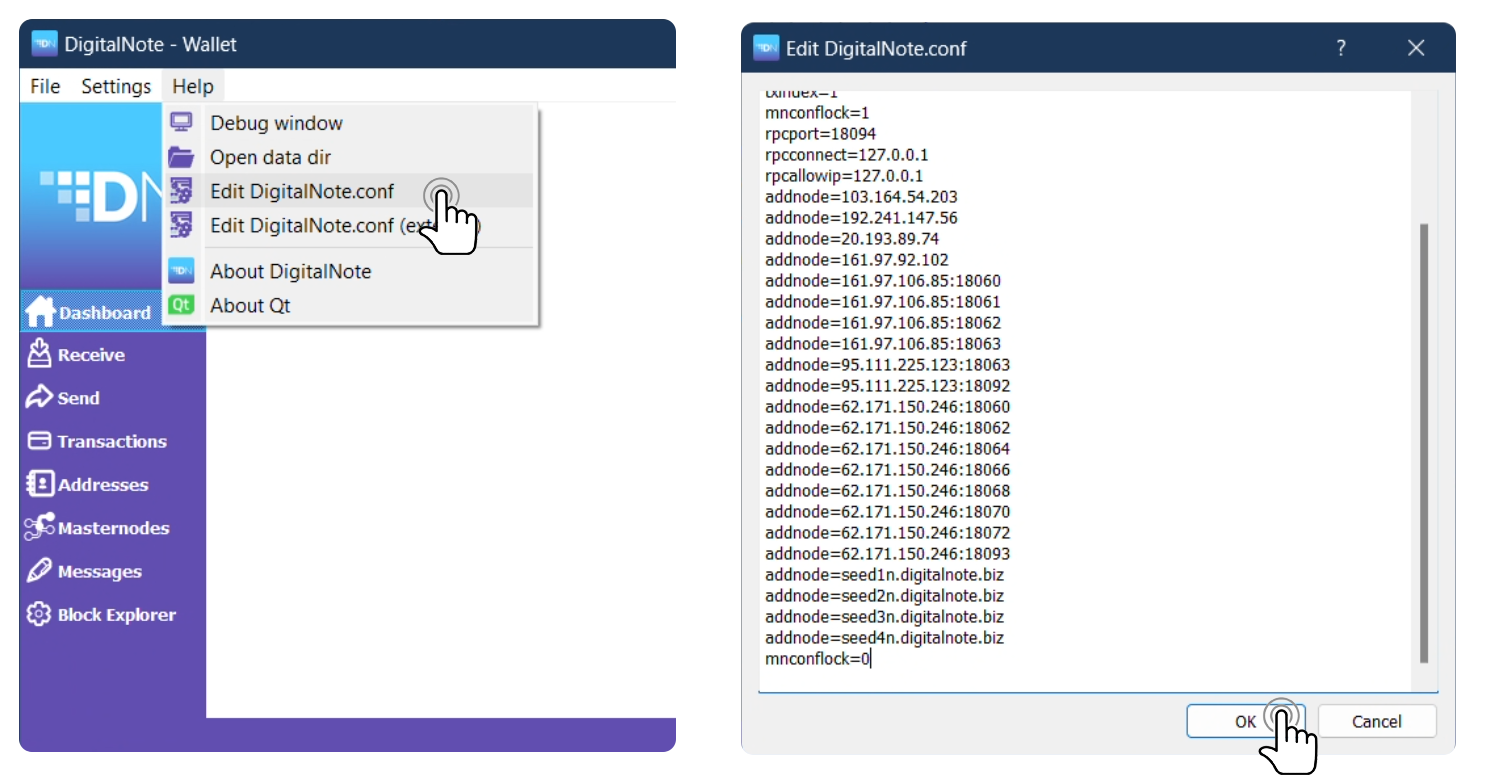 DigitalNote - Wallet
File Settings Help
Debug window
Open data dir
Edit DigitalNote.conf
Edit DigitalNote.conf
About DigitalNote
About Qt
Dashboard
Receive
Send
Transactions
Addresses
Masternodes
Messages
Block Explorer
Edit DigitalNote.conf
txindex=1
mnconflock=1
rpcport=18094
rpcconnect=127.0.0.1
rpcallowip=127.0.0.1
addnode=103.164.54.203
addnode=192.241.147.56
addnode=20.193.89.74
addnode=161.97.92.102
addnode=161.97.106.85:18060
addnode=161.97.106.85:18061
addnode=161.97.106.85:18062
addnode=161.97.106.85:18063
addnode=95.111.225.123:18063
addnode=95.111.225.123:18092
addnode=62.171.150.246:18060
addnode=62.171.150.246:18062
addnode=62.171.150.246:18064
addnode=62.171.150.246:18066
addnode=62.171.150.246:18068
addnode=62.171.150.246:18070
addnode=62.171.150.246:18072
addnode=62.171.150.246:18093
addnode=seed1n.digitalnote.biz
addnode=seed2n.digitalnote.biz
addnode=seed3n.digitalnote.biz
addnode=seed4n.digitalnote.biz
mnconflock=0
OK Cancel